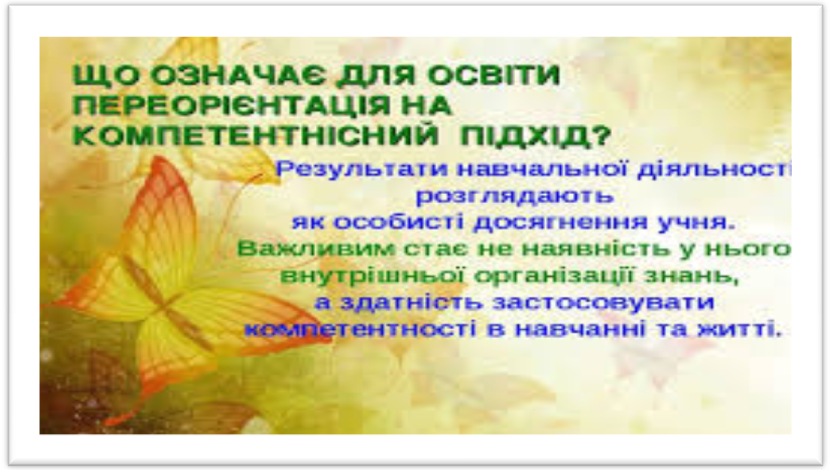 ЩО ОЗНАЧАЄ ДЛЯ ОСВІТИ
ПЕРЕОРІЄНТАЦІЯ НА
КОМПЕТЕНТНІСНИЙ ПІДХІД?
Результати навчальної діяльності
розглядають
як особисті досягнення учня.
Важливим стає не наявність у нього
внутрішньої організації знань,
а здатність застосовувати
компетентності в навчанні та житті.